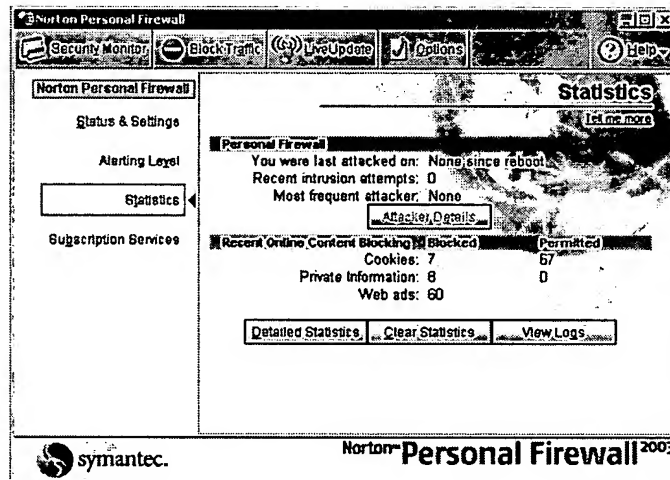 Norton Personal Firewall
Security Monitor Block Traffic LiveUpdate Options Help
Norton Personal Firewall
Status & Settings
Alerting Level
Statistics
Subscription Services
Statistics
Tell me more
Personal Firewall
You were last attacked on: None since reboot
Recent intrusion attempts: 0
Most frequent attacker: None
Attacker Details
Recent Online Content Blocking Blocked Permitted
Cookies: 7 67
Private Information: 8 0
Web ads: 60
Detailed Statistics Clear Statistics View Logs
symantec.
Norton™ Personal Firewall 2003